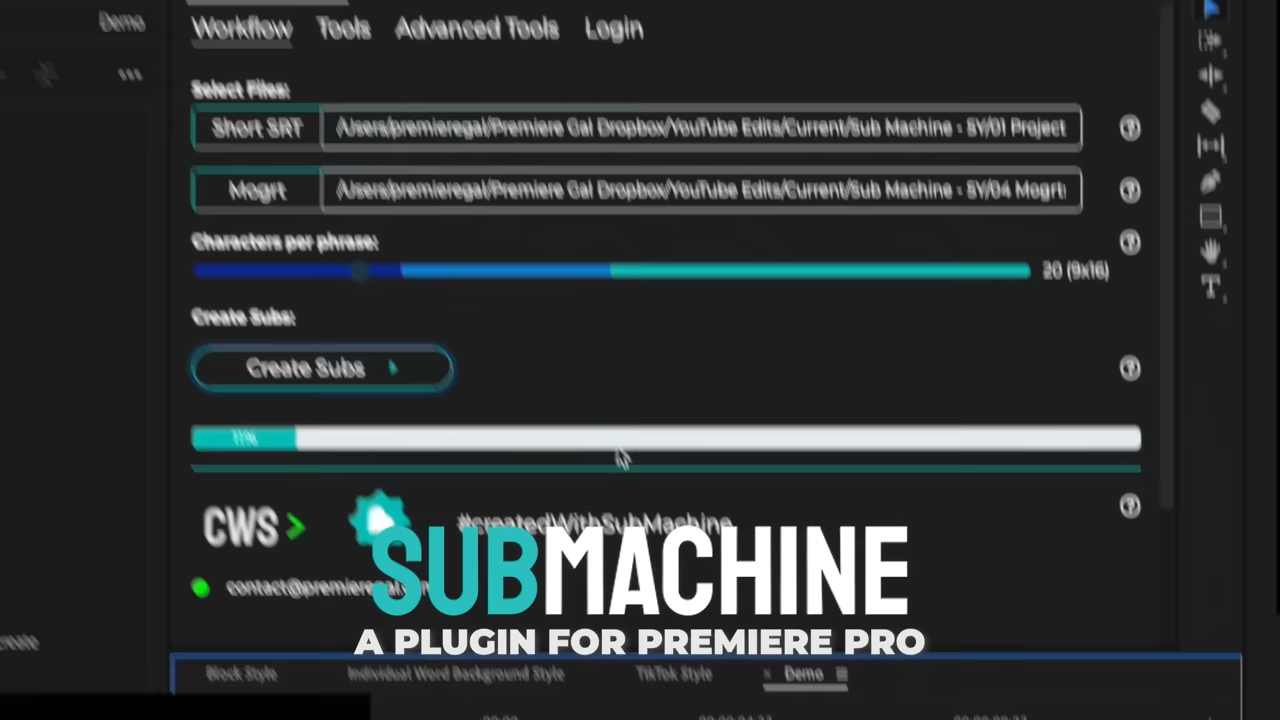 Demo
Workflow Tools Advanced Tools Login
Select Files:
Short SRT /Users/premieregal/Premiere Gal Dropbox/YouTube Edits/Current/Sub Machine - SY/01 Project
Mogrt /Users/premieregal/Premiere Gal Dropbox/YouTube Edits/Current/Sub Machine - SY/04 Mogrt
Characters per phrase:
20 (9x16)
Create Subs:
Create Subs
11%
CWS> #createdWithSubMachine
SUBMACHINE
A PLUGIN FOR PREMIERE PRO
Block Style Individual Word Background Style TikTok Style × Demo